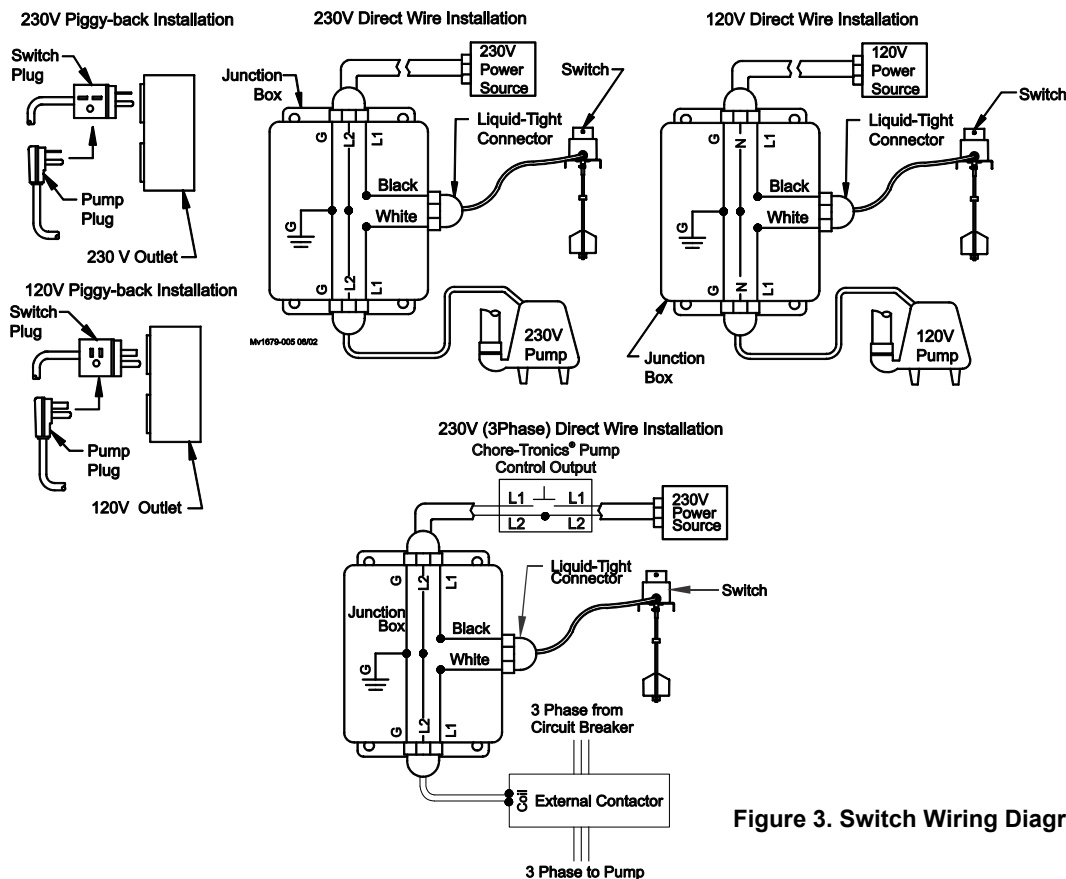 230V Piggy-back Installation
Switch
Plug
Pump
Plug
230 V Outlet
120V Piggy-back Installation
Switch
Plug
Pump
Plug
120V Outlet
230V Direct Wire Installation
Junction
Box
230V
Power
Source
Switch
Liquid-Tight
Connector
G
L2
L1
Black
White
G
G
L2
L1
230V
Pump
Mv1679-005 08/02
120V Direct Wire Installation
120V
Power
Source
Switch
Liquid-Tight
Connector
G
N
L1
Black
White
G
G
N
L1
Junction
Box
120V
Pump
230V (3Phase) Direct Wire Installation
Chore-Tronics® Pump
Control Output
L1 L1
L2 L2
230V
Power
Source
Liquid-Tight
Connector
Switch
G
L2
L1
Junction
Box
Black
White
G
G
L2
L1
3 Phase from
Circuit Breaker
Coil
External Contactor
3 Phase to Pump
Figure 3. Switch Wiring Diagr